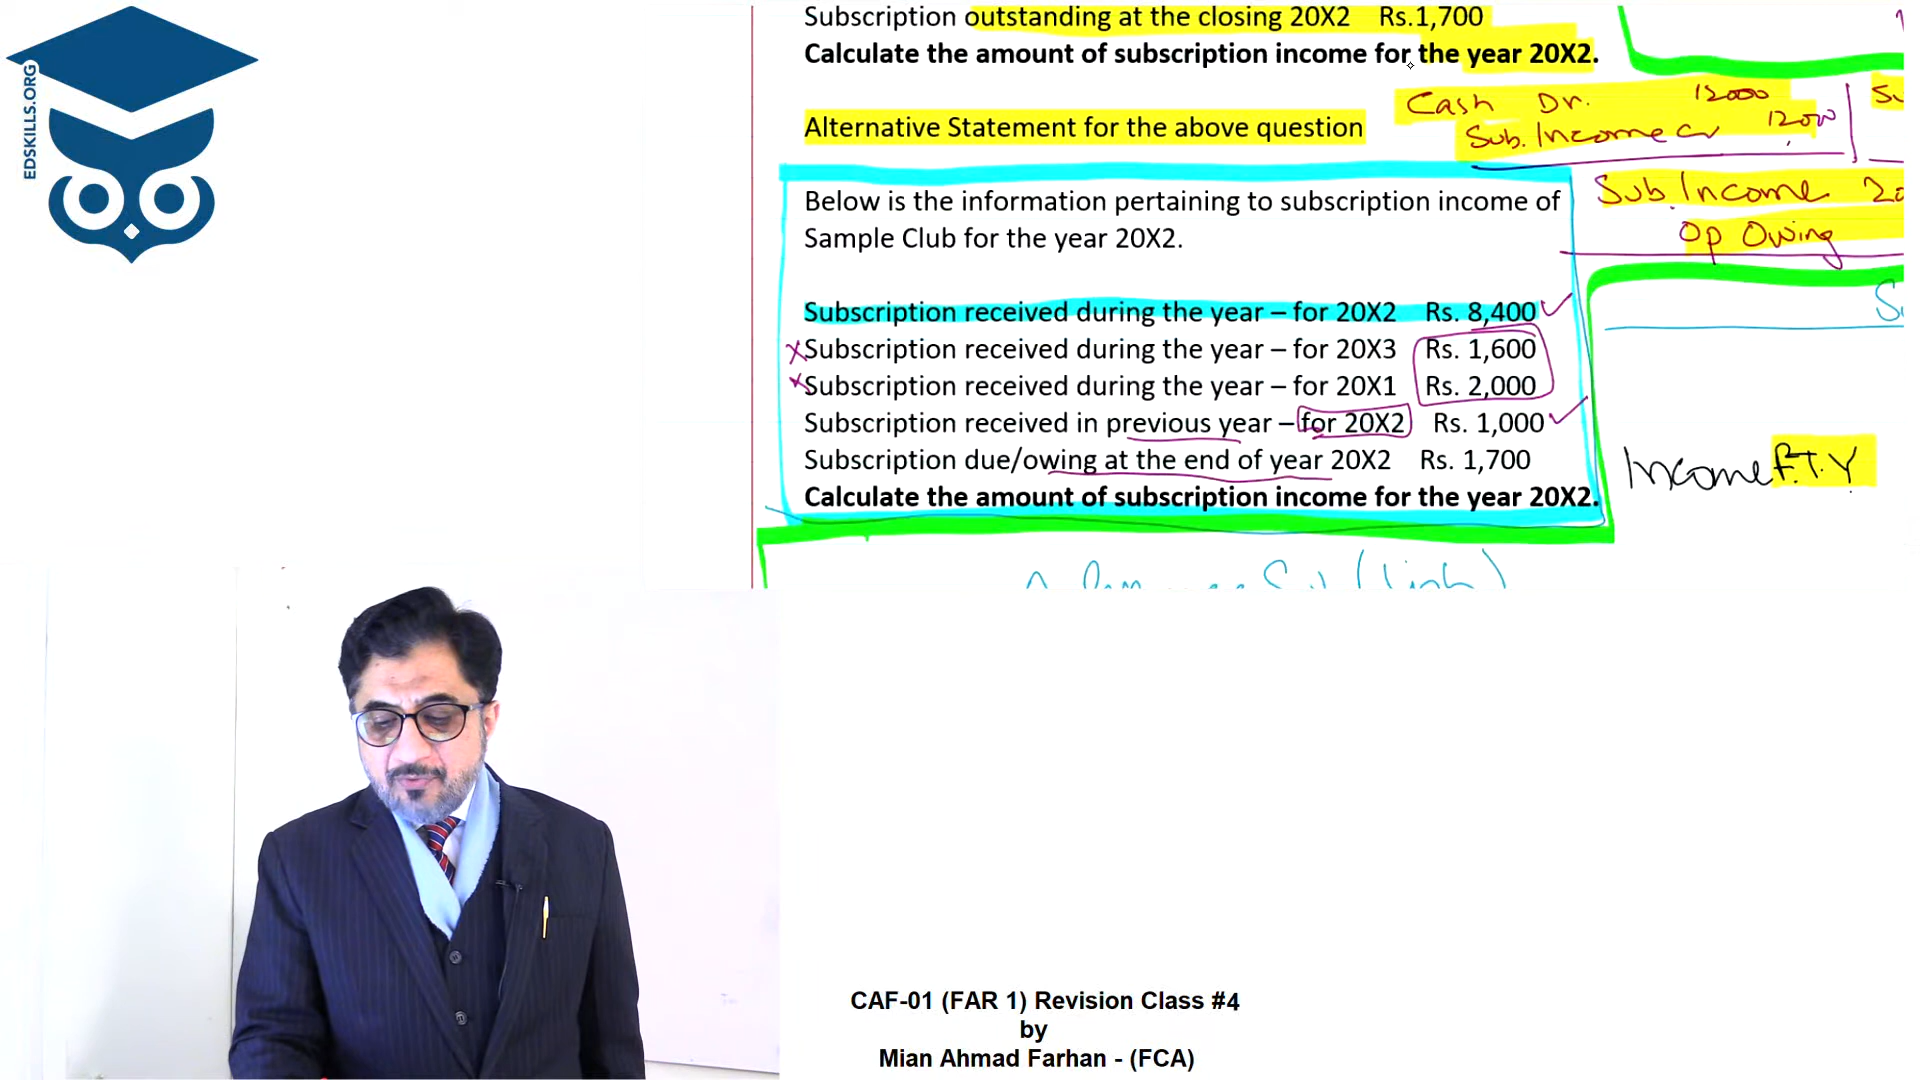 EDSKILLS.ORG
Subscription outstanding at the closing 20X2 Rs.1,700
Calculate the amount of subscription income for the year 20X2.
Cash Dr. 12000
Sub. Income Cr 12000
Alternative Statement for the above question
Sub. Income 20
Op Owing
Below is the information pertaining to subscription income of
Sample Club for the year 20X2.
Subscription received during the year – for 20X2 Rs. 8,400
Subscription received during the year – for 20X3 Rs. 1,600
Subscription received during the year – for 20X1 Rs. 2,000
Subscription received in previous year – for 20X2 Rs. 1,000
Subscription due/owing at the end of year 20X2 Rs. 1,700
Calculate the amount of subscription income for the year 20X2.
Income F.T.Y
CAF-01 (FAR 1) Revision Class #4
by
Mian Ahmad Farhan - (FCA)